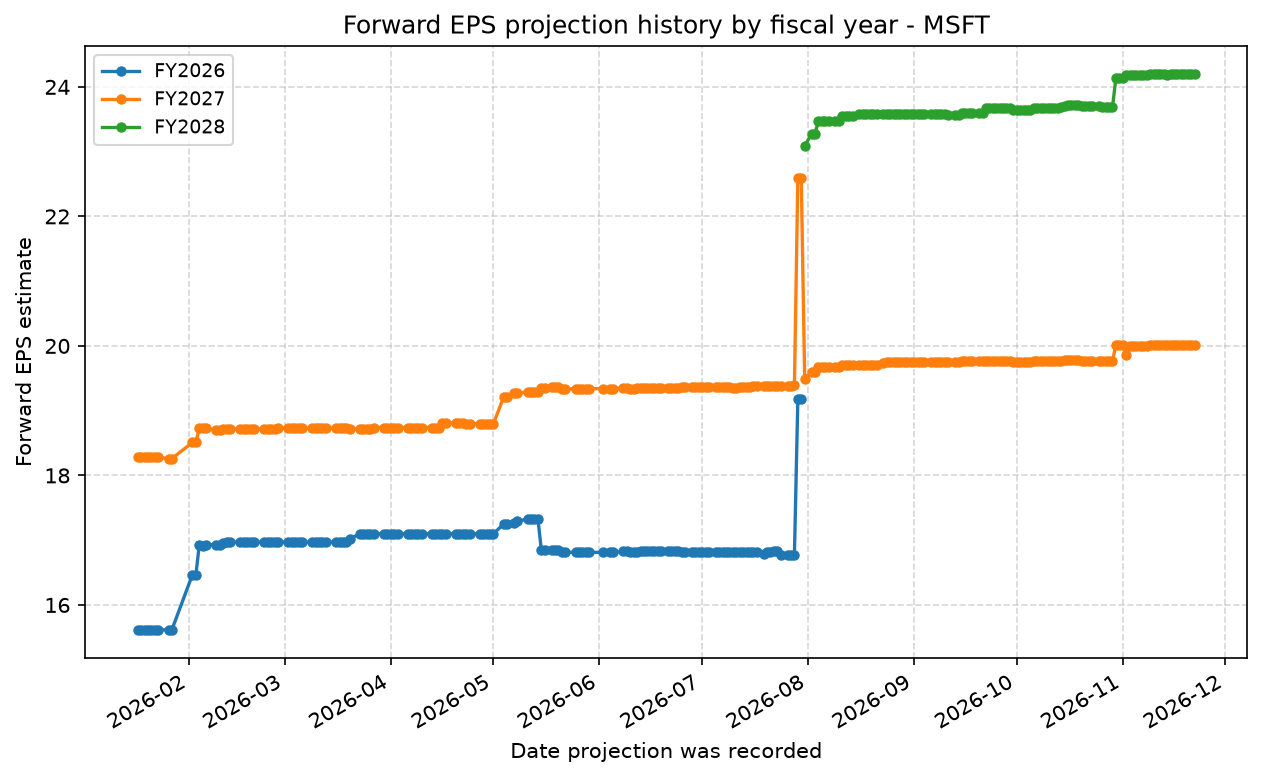 Forward EPS projection history by fiscal year - MSFT
FY2026
FY2027
FY2028
Forward EPS estimate
24
22
20
18
16
2026-02
2026-03
2026-04
2026-05
2026-06
2026-07
2026-08
2026-09
2026-10
2026-11
2026-12
Date projection was recorded